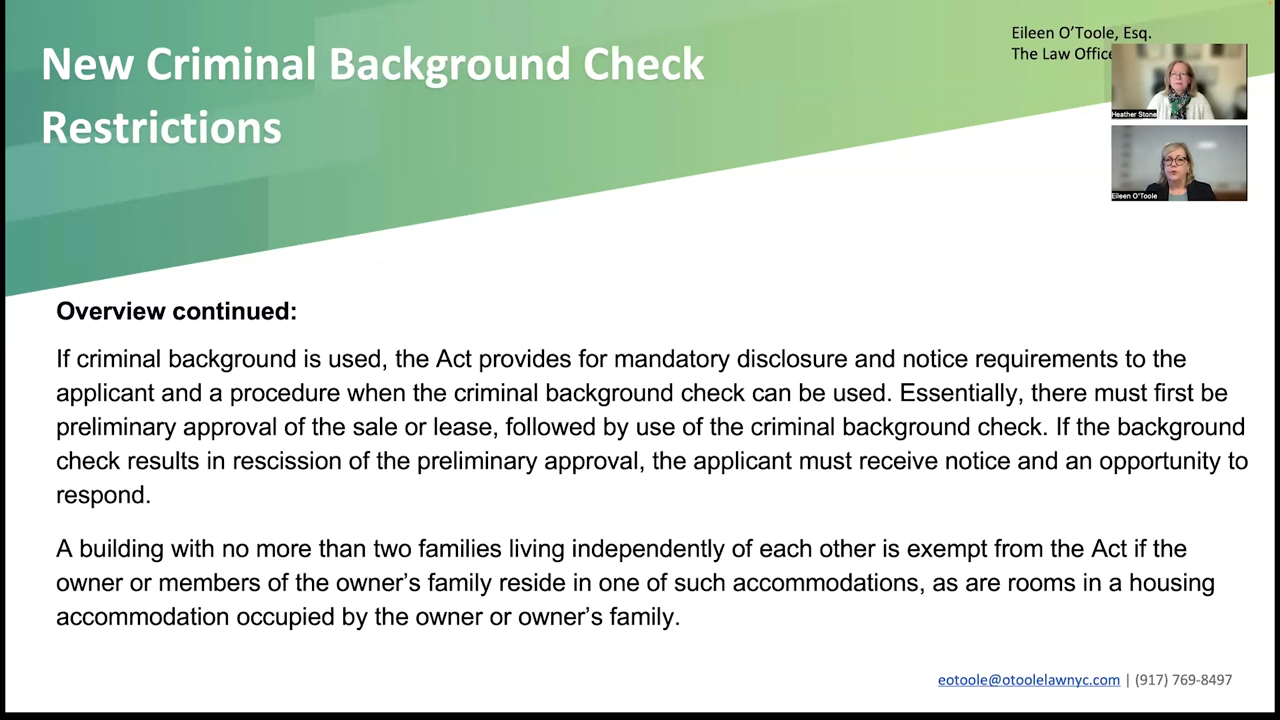 New Criminal Background Check
Restrictions
Eileen O’Toole, Esq.
The Law Office
Heather Stone
Eileen O'Toole
Overview continued:
If criminal background is used, the Act provides for mandatory disclosure and notice requirements to the
applicant and a procedure when the criminal background check can be used. Essentially, there must first be
preliminary approval of the sale or lease, followed by use of the criminal background check. If the background
check results in rescission of the preliminary approval, the applicant must receive notice and an opportunity to
respond.
A building with no more than two families living independently of each other is exempt from the Act if the
owner or members of the owner’s family reside in one of such accommodations, as are rooms in a housing
accommodation occupied by the owner or owner’s family.
eotoole@otoolelawnyc.com | (917) 769-8497